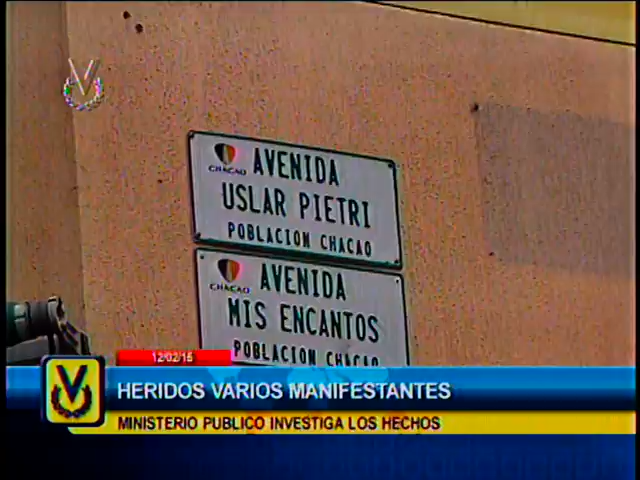 V
CHACAO
AVENIDA
USLAR PIETRI
POBLACION CHACAO
CHACAO
AVENIDA
MIS ENCANTOS
POBLACION CHACAO
12/02/15
V
HERIDOS VARIOS MANIFESTANTES
MINISTERIO PUBLICO INVESTIGA LOS HECHOS